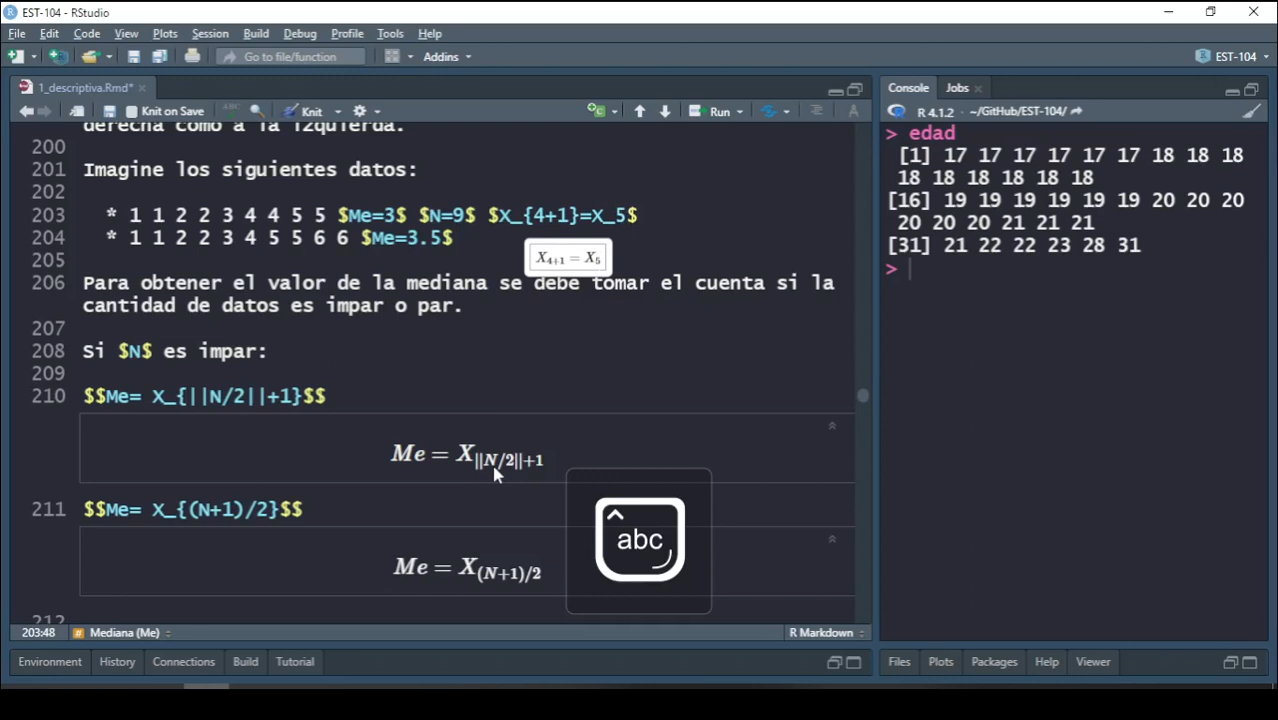 EST-104 - RStudio
File Edit Code View Plots Session Build Debug Profile Tools Help
Go to file/function Addins EST-104
1_descriptiva.Rmd*
Knit on Save ABC Knit Run
derecha como a la izquierda.
200
201 Imagine los siguientes datos:
202
203 * 1 1 2 2 3 4 4 5 5 $Me=3$ $N=9$ $X_{4+1}=X_5$
204 * 1 1 2 2 3 4 5 5 6 6 $Me=3.5$
X4+1 = X5
205
206 Para obtener el valor de la mediana se debe tomar el cuenta si la
cantidad de datos es impar o par.
207
208 Si $N$ es impar:
209
210 $$Me= X_{||N/2||+1}$$
Me = X||N/2||+1
211 $$Me= X_{(N+1)/2}$$
Me = X(N+1)/2
abc
212
203:48 # Mediana (Me) R Markdown
Environment History Connections Build Tutorial
Console Jobs
R 4.1.2 · ~/GitHub/EST-104/
> edad
[1] 17 17 17 17 17 17 18 18 18
18 18 18 18 18 18
[16] 19 19 19 19 19 19 20 20 20
20 20 20 21 21 21
[31] 21 22 22 23 28 31
>
Files Plots Packages Help Viewer